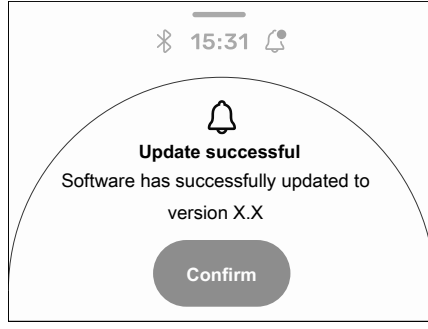 15:31
Update successful
Software has successfully updated to
version X.X
Confirm